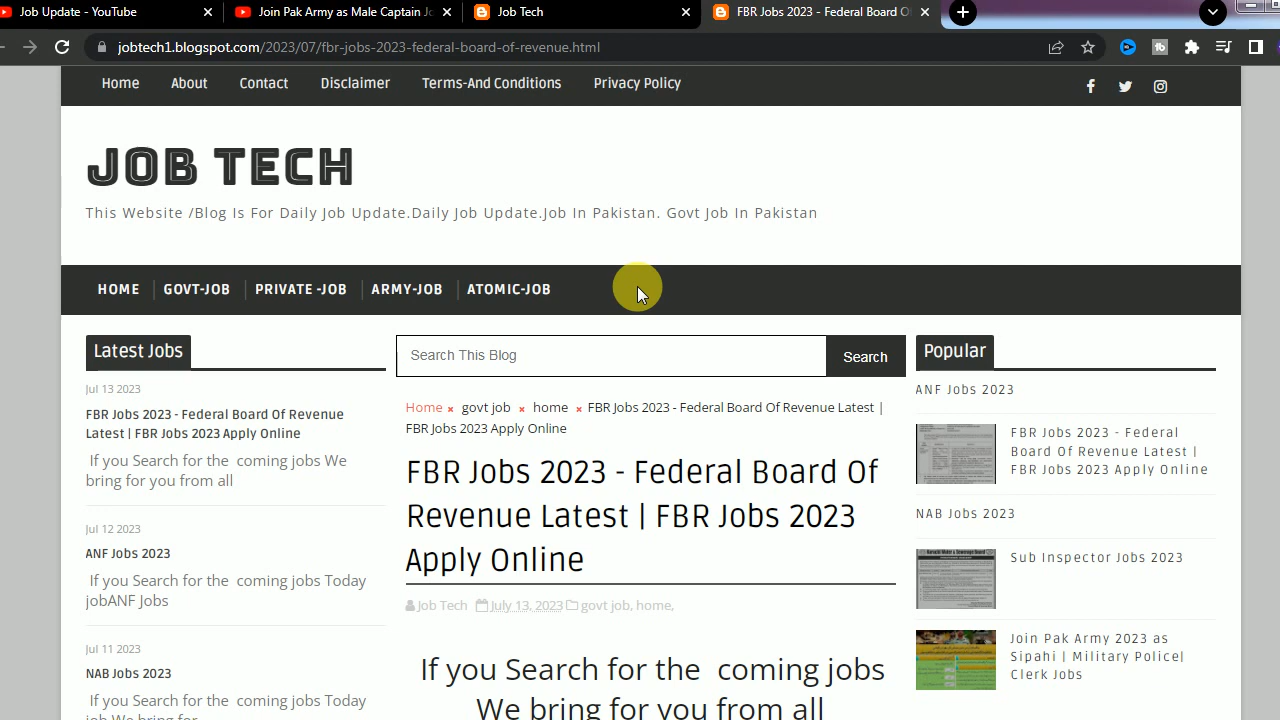 Job Update - YouTube
Join Pak Army as Male Captain Jo
Job Tech
FBR Jobs 2023 - Federal Board Of
jobtech1.blogspot.com/2023/07/fbr-jobs-2023-federal-board-of-revenue.html
Home About Contact Disclaimer Terms-And-Conditions Privacy Policy
JOB TECH
This Website /Blog Is For Daily Job Update.Daily Job Update.Job In Pakistan. Govt Job In Pakistan
HOME GOVT-JOB PRIVATE -JOB ARMY-JOB ATOMIC-JOB
Latest Jobs
Jul 13 2023
FBR Jobs 2023 - Federal Board Of Revenue
Latest | FBR Jobs 2023 Apply Online
If you Search for the coming jobs We
bring for you from all
Jul 12 2023
ANF Jobs 2023
If you Search for the coming jobs Today
jobANF Jobs
Jul 11 2023
NAB Jobs 2023
If you Search for the coming jobs Today
job We bring for
Search This Blog
Search
Home × govt job × home × FBR Jobs 2023 - Federal Board Of Revenue Latest |
FBR Jobs 2023 Apply Online
FBR Jobs 2023 - Federal Board Of
Revenue Latest | FBR Jobs 2023
Apply Online
Job Tech July 13, 2023 govt job, home,
If you Search for the coming jobs
We bring for you from all
Popular
ANF Jobs 2023
FBR Jobs 2023 - Federal
Board Of Revenue Latest |
FBR Jobs 2023 Apply Online
NAB Jobs 2023
Sub Inspector Jobs 2023
Join Pak Army 2023 as
Sipahi | Military Police|
Clerk Jobs